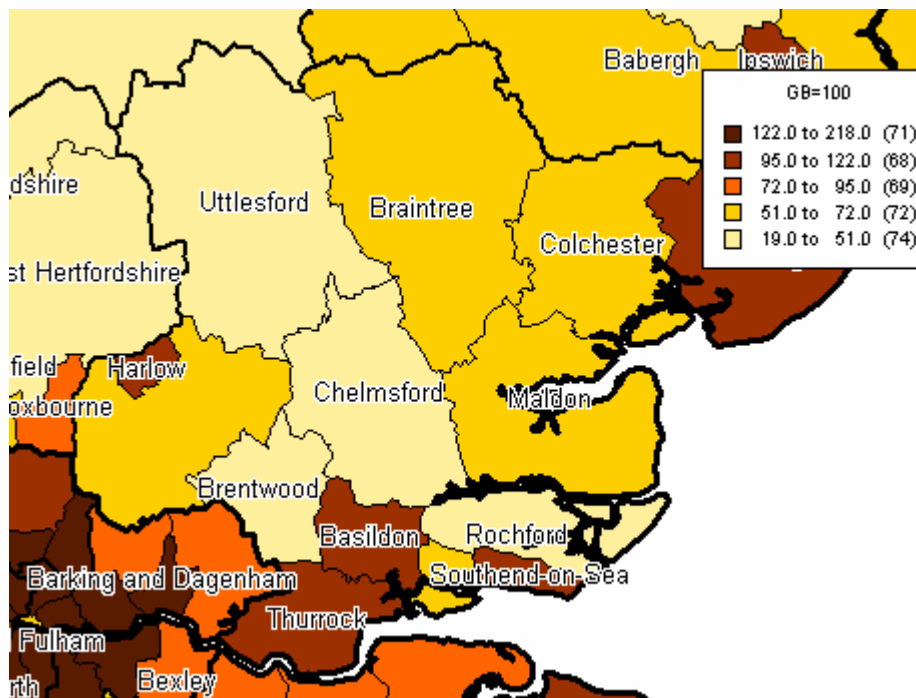 Babergh
Ipswich
GB=100
122.0 to 218.0 (71)
95.0 to 122.0 (68)
72.0 to 95.0 (69)
51.0 to 72.0 (72)
19.0 to 51.0 (74)
dshire
Uttlesford
Braintree
Colchester
st Hertfordshire
field
Harlow
oxbourne
Chelmsford
Maldon
Brentwood
Basildon
Rochford
Barking and Dagenham
Southend-on-Sea
Thurrock
Fulham
Bexley
rth